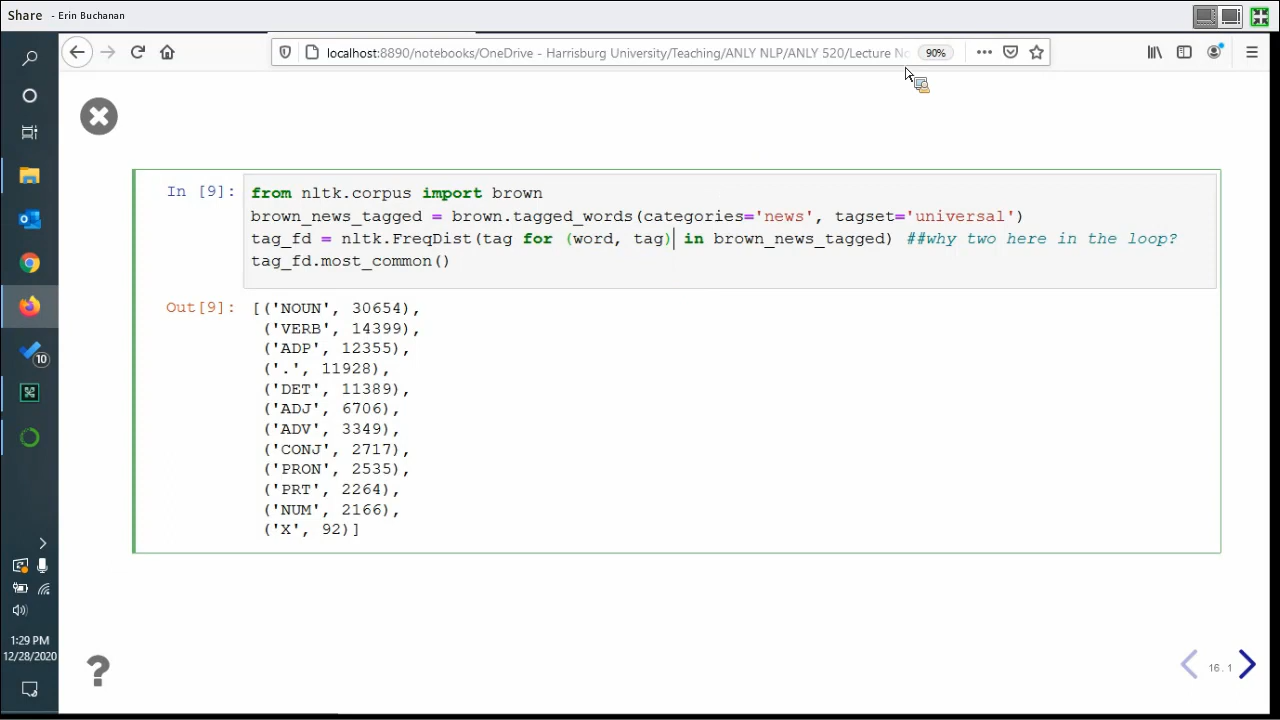 Share - Erin Buchanan
localhost:8890/notebooks/OneDrive - Harrisburg University/Teaching/ANLY NLP/ANLY 520/Lecture No
90%
In [9]:
from nltk.corpus import brown
brown_news_tagged = brown.tagged_words(categories='news', tagset='universal')
tag_fd = nltk.FreqDist(tag for (word, tag) in brown_news_tagged) ##why two here in the loop?
tag_fd.most_common()
Out[9]:
[('NOUN', 30654),
('VERB', 14399),
('ADP', 12355),
('.', 11928),
('DET', 11389),
('ADJ', 6706),
('ADV', 3349),
('CONJ', 2717),
('PRON', 2535),
('PRT', 2264),
('NUM', 2166),
('X', 92)]
10
1:29 PM
12/28/2020
?
16.1